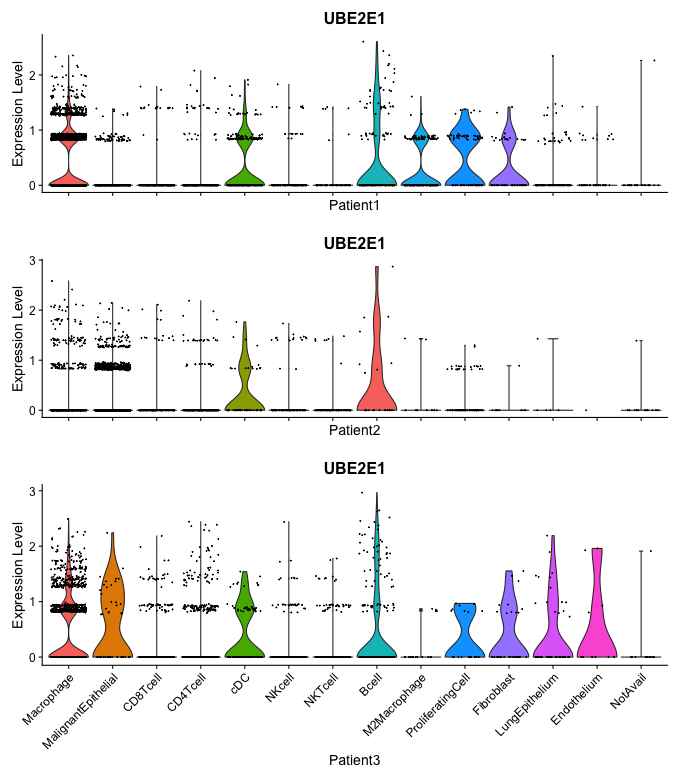 UBE2E1
Expression Level
2
1
0
Patient1
UBE2E1
Expression Level
3
2
1
0
Patient2
UBE2E1
Expression Level
3
2
1
0
Macrophage
MalignantEpithelial
CD8Tcell
CD4Tcell
cDC
NKcell
NKTcell
Bcell
M2Macrophage
ProliferatingCell
Fibroblast
LungEpithelium
Endothelium
NotAvail
Patient3